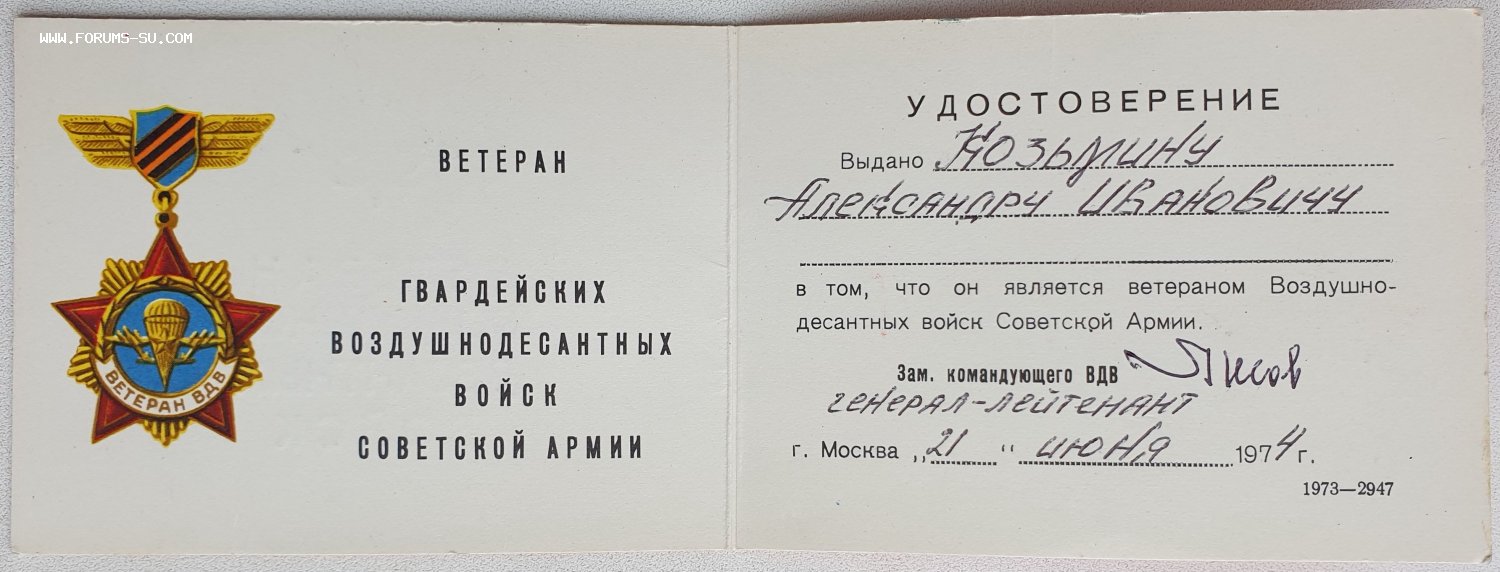 WWW.FORUMS-SU.COM
ВЕТЕРАН ВДВ
ВЕТЕРАН
ГВАРДЕЙСКИХ
ВОЗДУШНОДЕСАНТНЫХ
ВОЙСК
СОВЕТСКОЙ АРМИИ
УДОСТОВЕРЕНИЕ
Выдано Козьмину
Александру Ивановичу
в том, что он является ветераном Воздушно-
десантных войск Советской Армии.
Зам. командующего ВДВ
генерал-лейтенант
г. Москва „21“ июня 1974 г.
1973—2947